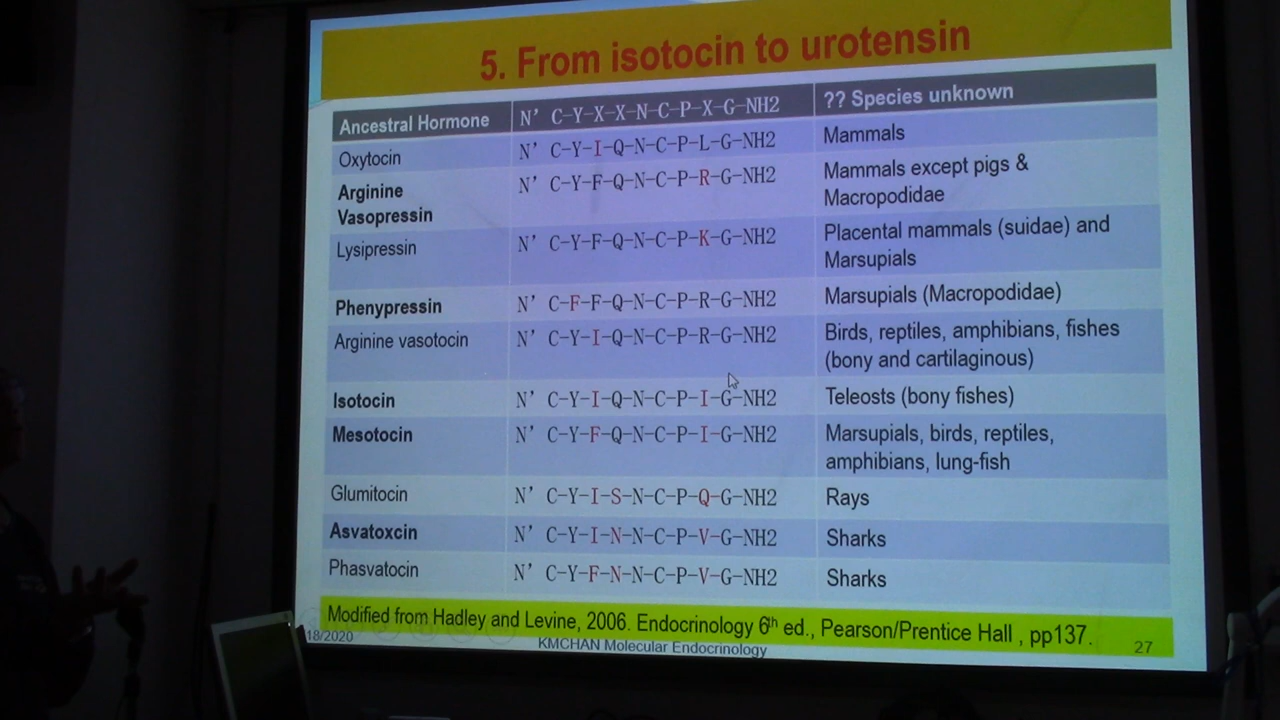 5. From isotocin to urotensin
Ancestral Hormone N' C-Y-X-X-N-C-P-X-G-NH2 ?? Species unknown
Oxytocin N' C-Y-I-Q-N-C-P-L-G-NH2 Mammals
Arginine Vasopressin N' C-Y-F-Q-N-C-P-R-G-NH2 Mammals except pigs & Macropodidae
Lysipressin N' C-Y-F-Q-N-C-P-K-G-NH2 Placental mammals (suidae) and Marsupials
Phenypressin N' C-F-F-Q-N-C-P-R-G-NH2 Marsupials (Macropodidae)
Arginine vasotocin N' C-Y-I-Q-N-C-P-R-G-NH2 Birds, reptiles, amphibians, fishes (bony and cartilaginous)
Isotocin N' C-Y-I-Q-N-C-P-I-G-NH2 Teleosts (bony fishes)
Mesotocin N' C-Y-F-Q-N-C-P-I-G-NH2 Marsupials, birds, reptiles, amphibians, lung-fish
Glumitocin N' C-Y-I-S-N-C-P-Q-G-NH2 Rays
Asvatoxcin N' C-Y-I-N-N-C-P-V-G-NH2 Sharks
Phasvatocin N' C-Y-F-N-N-C-P-V-G-NH2 Sharks
Modified from Hadley and Levine, 2006. Endocrinology 6th ed., Pearson/Prentice Hall , pp137.
18/2020 KMCHAN Molecular Endocrinology 27